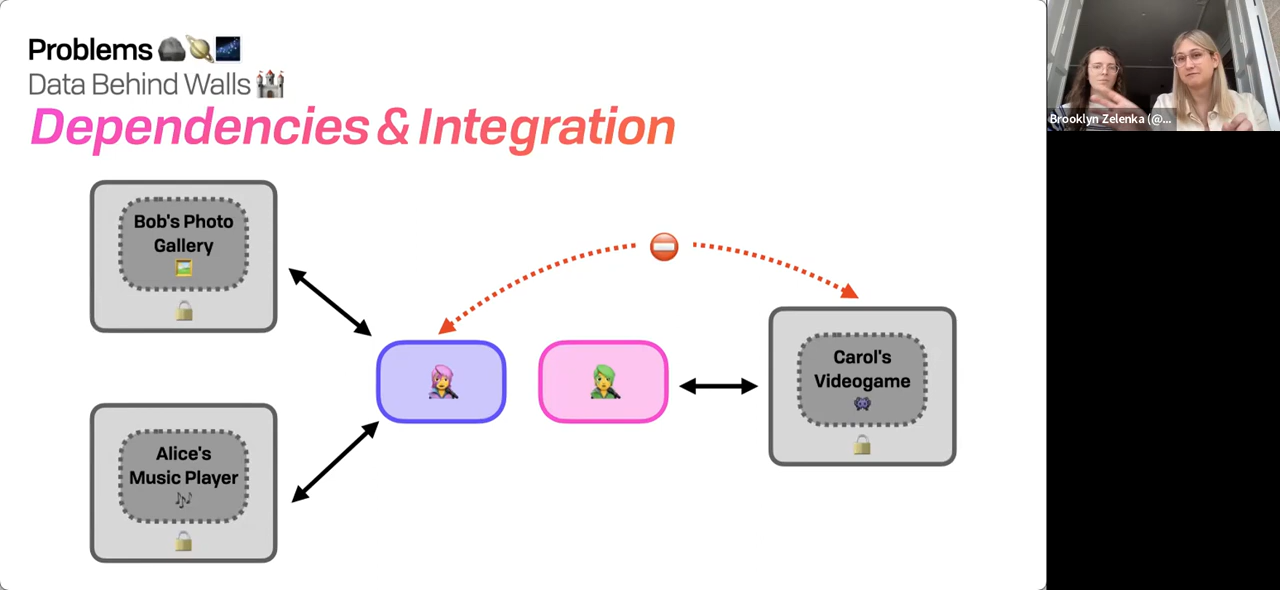 Problems
Data Behind Walls
Dependencies & Integration
Bob's Photo
Gallery
Carol's
Videogame
Alice's
Music Player
Brooklyn Zelenka (@...